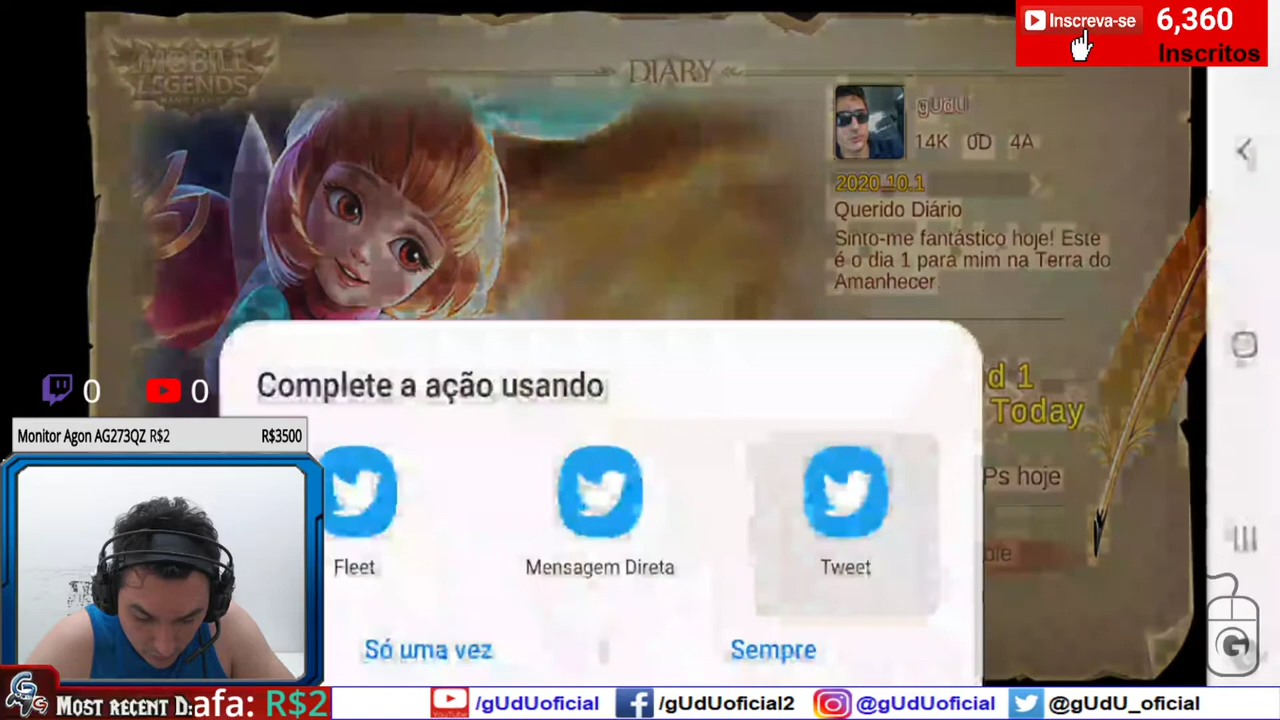 MOBILE
LEGENDS
DIARY
Inscreva-se
6,360
Inscritos
gUdU
14K 0D 4A
2020.10.1
Querido Diário
Sinto-me fantástico hoje! Este
é o dia 1 para mim na Terra do
Amanhecer
d 1
Today
Ps hoje
Complete a ação usando
0 0
Monitor Agon AG273QZ R$2 R$3500
Fleet
Mensagem Direta
Tweet
Só uma vez
Sempre
Most recent D:afa: R$2
/gUdUoficial
/gUdUoficial2
@gUdUoficial
@gUdU_oficial